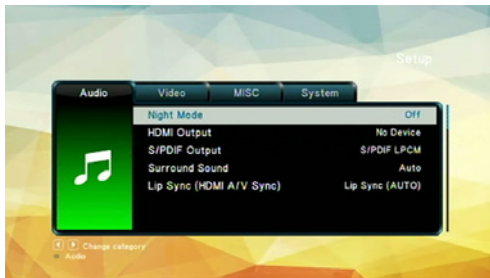 Setup
Audio Video MISC System
Night Mode Off
HDMI Output No Device
S/PDIF Output S/PDIF LPCM
Surround Sound Auto
Lip Sync (HDMI A/V Sync) Lip Sync (AUTO)
Change category
Audio